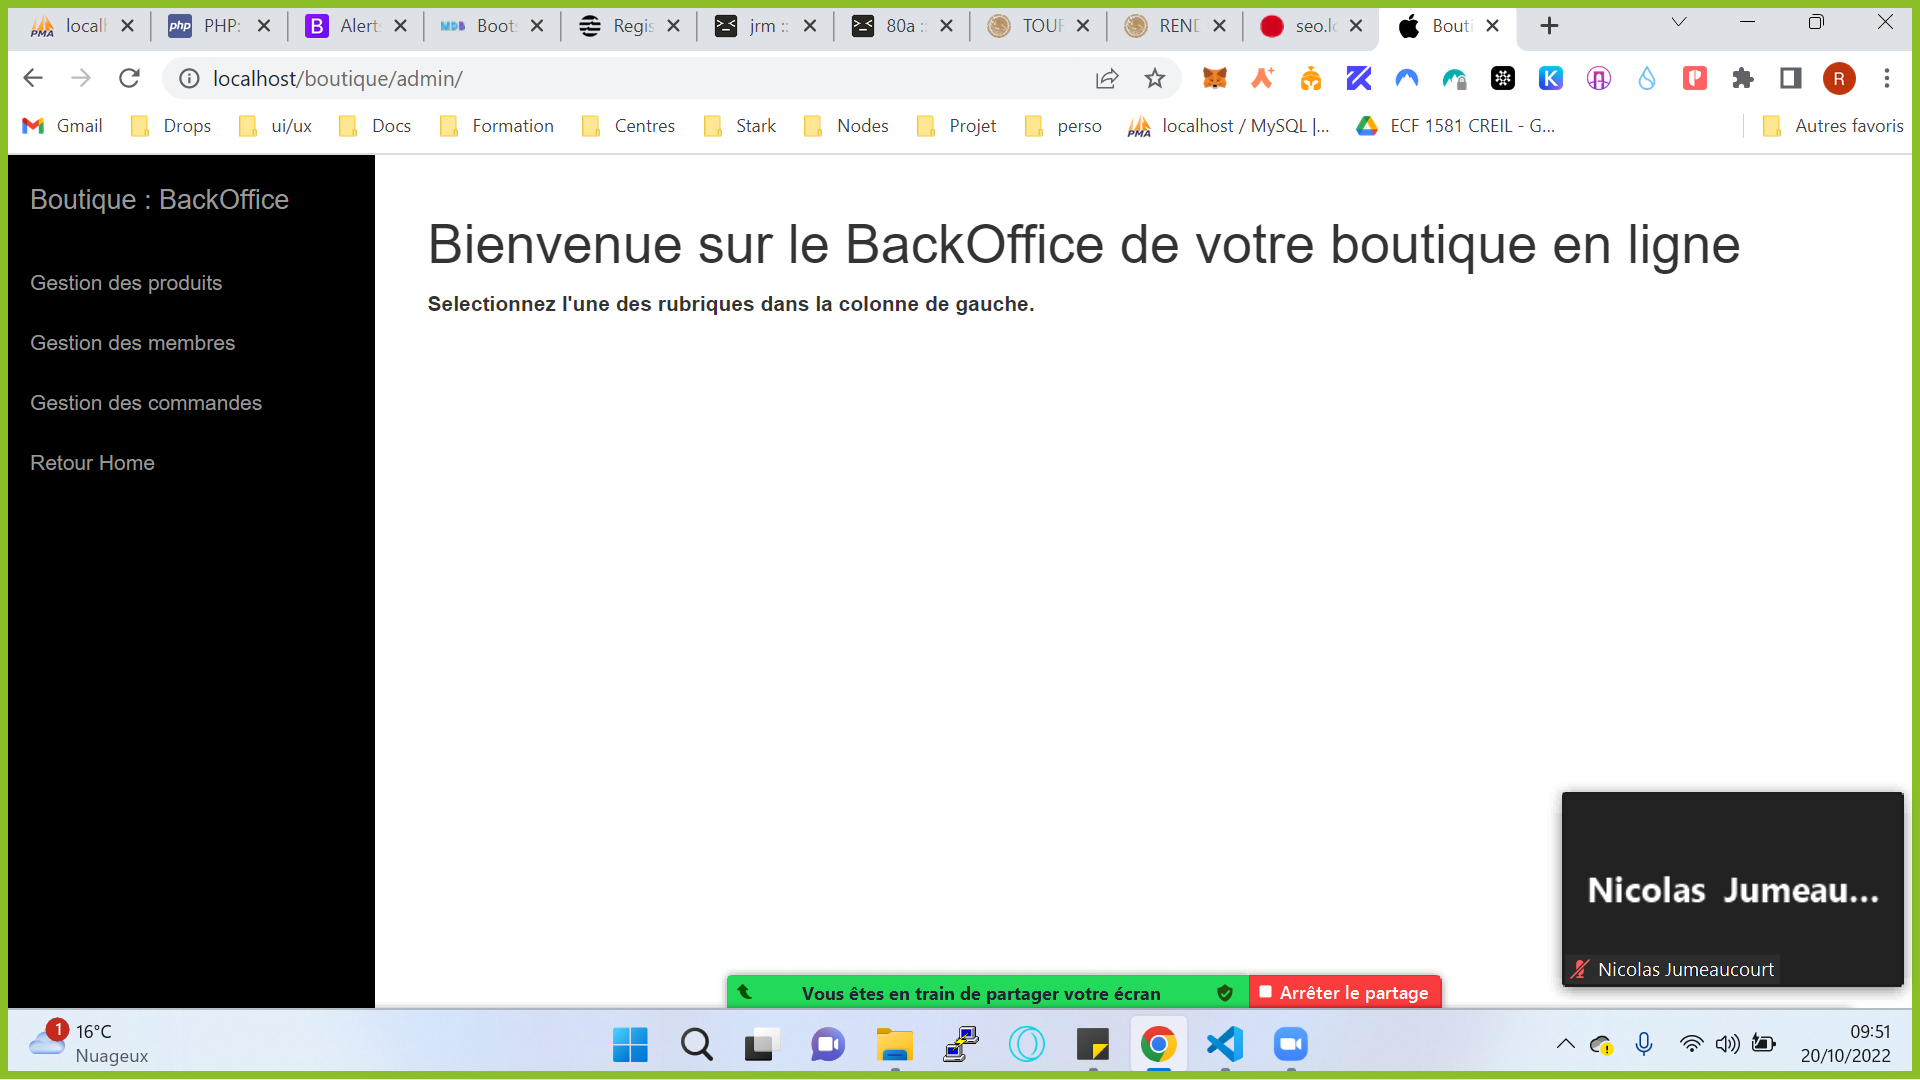 localh
PHP:
Alert
Boot
Regis
jrm ::
80a ::
TOUR
REND
seo.lo
Bouti
localhost/boutique/admin/
R
Gmail
Drops
ui/ux
Docs
Formation
Centres
Stark
Nodes
Projet
perso
localhost / MySQL |...
ECF 1581 CREIL - G...
Autres favoris
Boutique : BackOffice
Gestion des produits
Gestion des membres
Gestion des commandes
Retour Home
Bienvenue sur le BackOffice de votre boutique en ligne
Selectionnez l'une des rubriques dans la colonne de gauche.
Nicolas Jumeau...
Nicolas Jumeaucourt
Vous êtes en train de partager votre écran
Arrêter le partage
1
16°C
Nuageux
09:51
20/10/2022